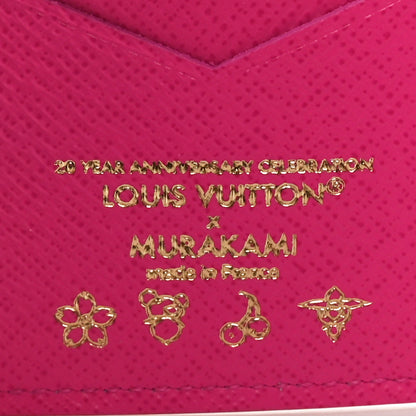 20 YEAR ANNIVERSARY CELEBRATION
LOUIS VUITTON®
x
MURAKAMI
made in France